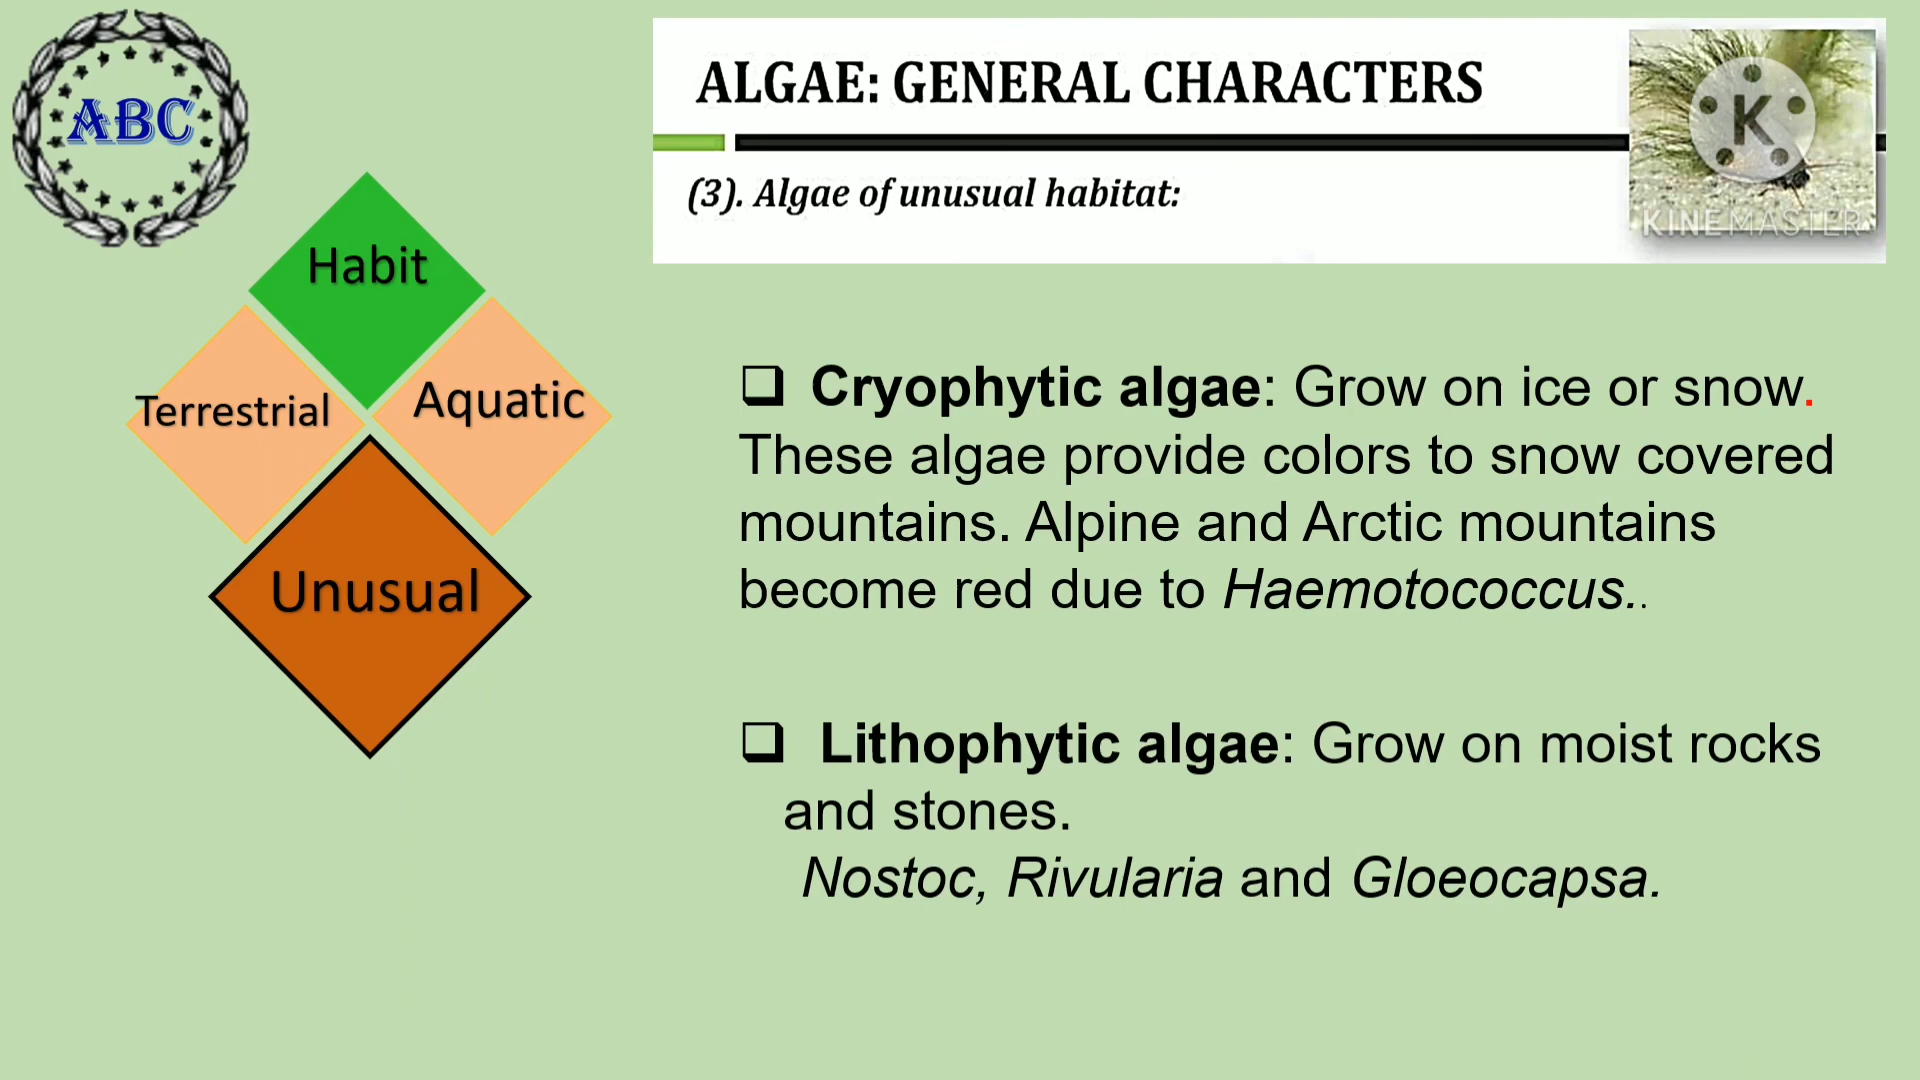 ABC
ALGAE: GENERAL CHARACTERS
(3). Algae of unusual habitat:
K
KINEMASTER
Habit
Terrestrial
Aquatic
Unusual
❑ Cryophytic algae: Grow on ice or snow.
These algae provide colors to snow covered
mountains. Alpine and Arctic mountains
become red due to Haemotococcus..
❑ Lithophytic algae: Grow on moist rocks
and stones.
Nostoc, Rivularia and Gloeocapsa.